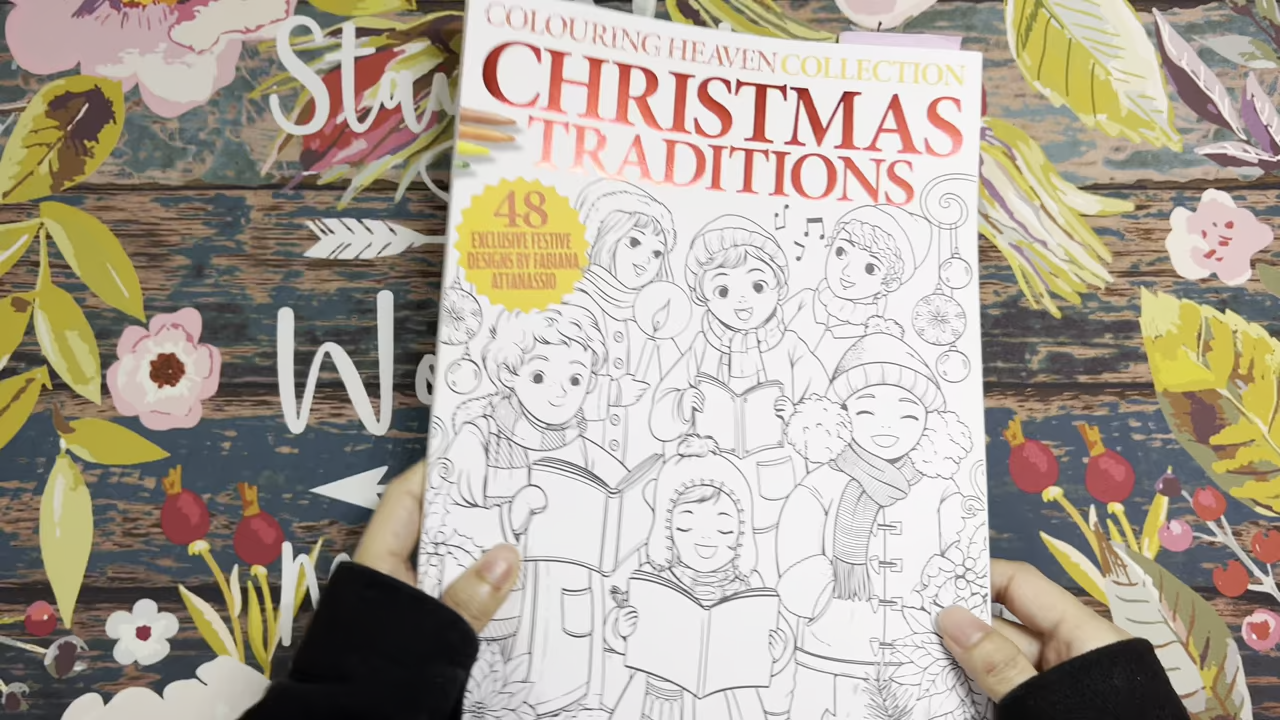 COLOURING HEAVEN COLLECTION
CHRISTMAS
TRADITIONS
48
EXCLUSIVE FESTIVE
DESIGNS BY FABIANA
ATTANASSIO